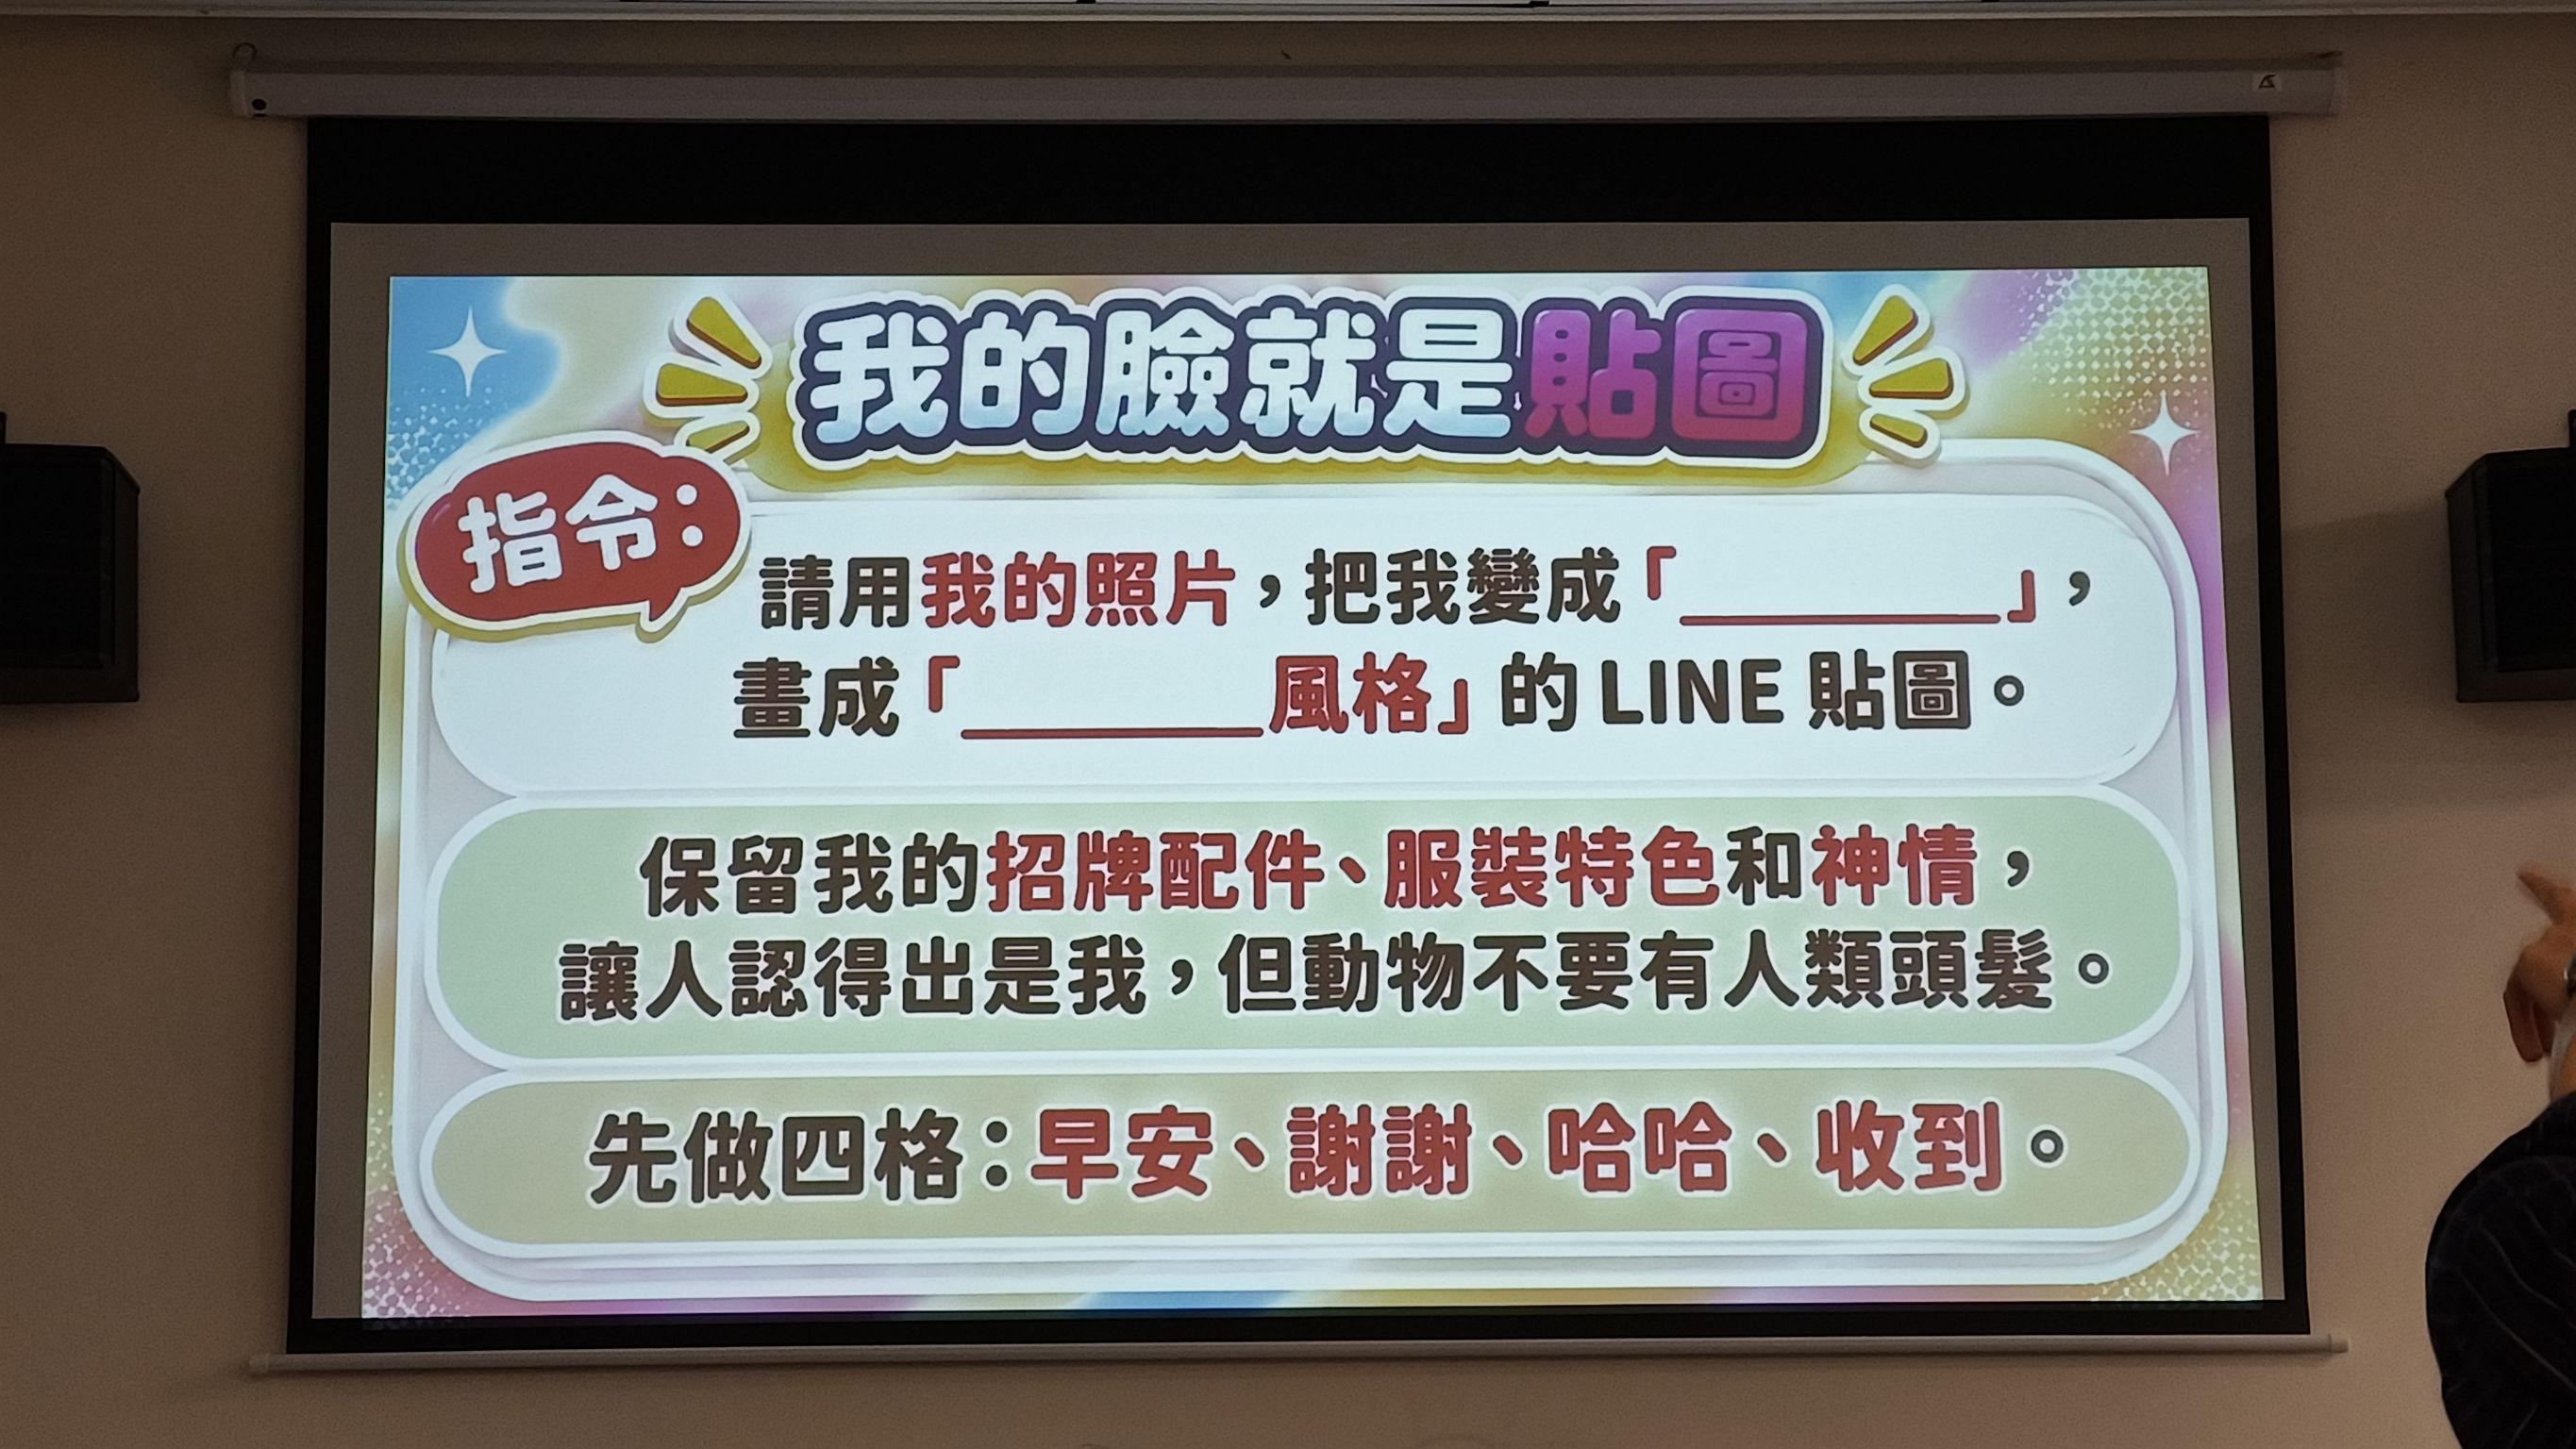 我的臉就是貼圖
指令：
請用我的照片，把我變成「________」，
畫成「________風格」的 LINE 貼圖。
保留我的招牌配件、服裝特色和神情，
讓人認得出是我，但動物不要有人類頭髮。
先做四格：早安、謝謝、哈哈、收到。